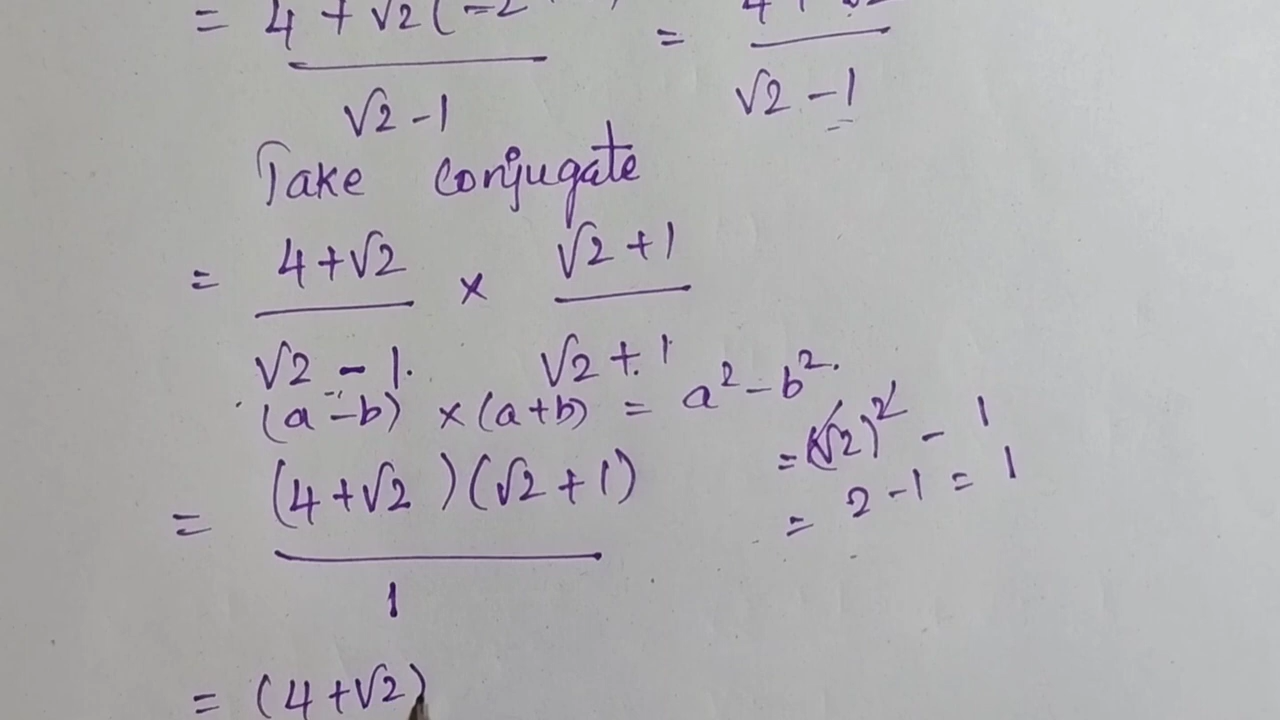 = 4 + √2 ( -2 =
√2 - 1 √2 - 1
Take conjugate
= 4 + √2 × √2 + 1
√2 - 1. √2 + 1
(a - b) × (a + b) = a² - b².
= (√2)² - 1
= (4 + √2) (√2 + 1)
= 2 - 1 = 1
1
= (4 + √2)